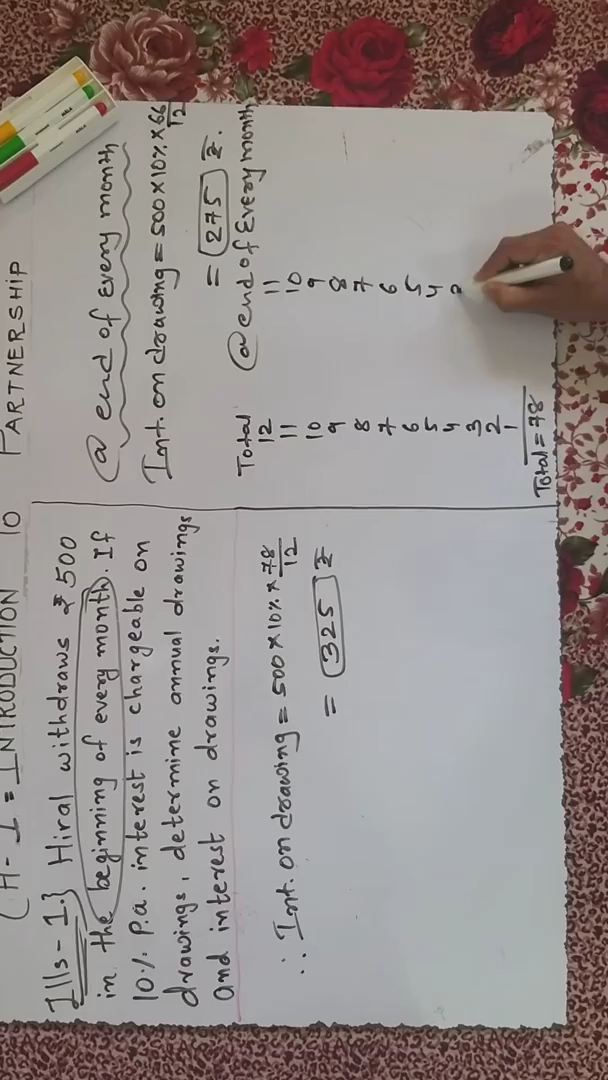 CH-1 = INTRODUCTION TO PARTNERSHIP
Ills-1.} Hiral withdraws ₹500
in the beginning of every month. If
10% P.a. interest is chargeable on
drawings, determine annual drawings
and interest on drawings.
∴ Int. on drawing = 500 × 10% × 78/12
= 325 ₹
@ end of every month
Int. on drawing = 500 × 10% × 66/12
= 275 ₹.
Total @ end of Every month
12 11
11 10
10 9
9 8
8 7
7 6
6 5
5 4
4
3
2
1
Total = 78